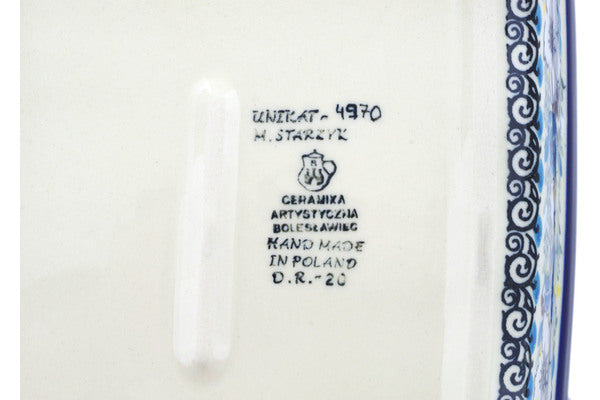 UNIKAT - 4970
M. STARZYK
CERAMIKA
ARTYSTYCZNA
BOLESŁAWIEC
HAND MADE
IN POLAND
D.R.-20